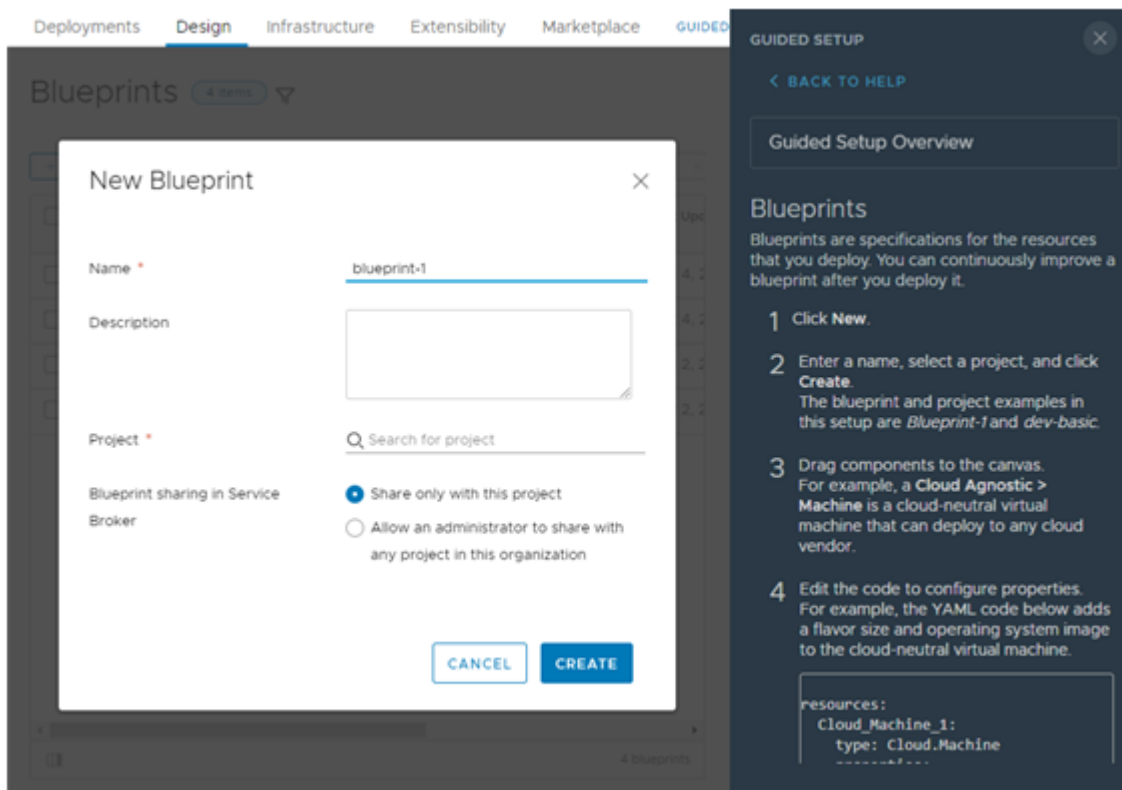 Deployments Design Infrastructure Extensibility Marketplace GUIDED
Blueprints 4 items
New Blueprint
Name *
blueprint-1
Description
Project *
Search for project
Blueprint sharing in Service
Broker
Share only with this project
Allow an administrator to share with
any project in this organization
CANCEL CREATE
4 blueprints
GUIDED SETUP
BACK TO HELP
Guided Setup Overview
Blueprints
Blueprints are specifications for the resources
that you deploy. You can continuously improve a
blueprint after you deploy it.
1 Click New.
2 Enter a name, select a project, and click
Create.
The blueprint and project examples in
this setup are Blueprint-1 and dev-basic.
3 Drag components to the canvas.
For example, a Cloud Agnostic >
Machine is a cloud-neutral virtual
machine that can deploy to any cloud
vendor.
4 Edit the code to configure properties.
For example, the YAML code below adds
a flavor size and operating system image
to the cloud-neutral virtual machine.
resources:
Cloud_Machine_1:
type: Cloud.Machine